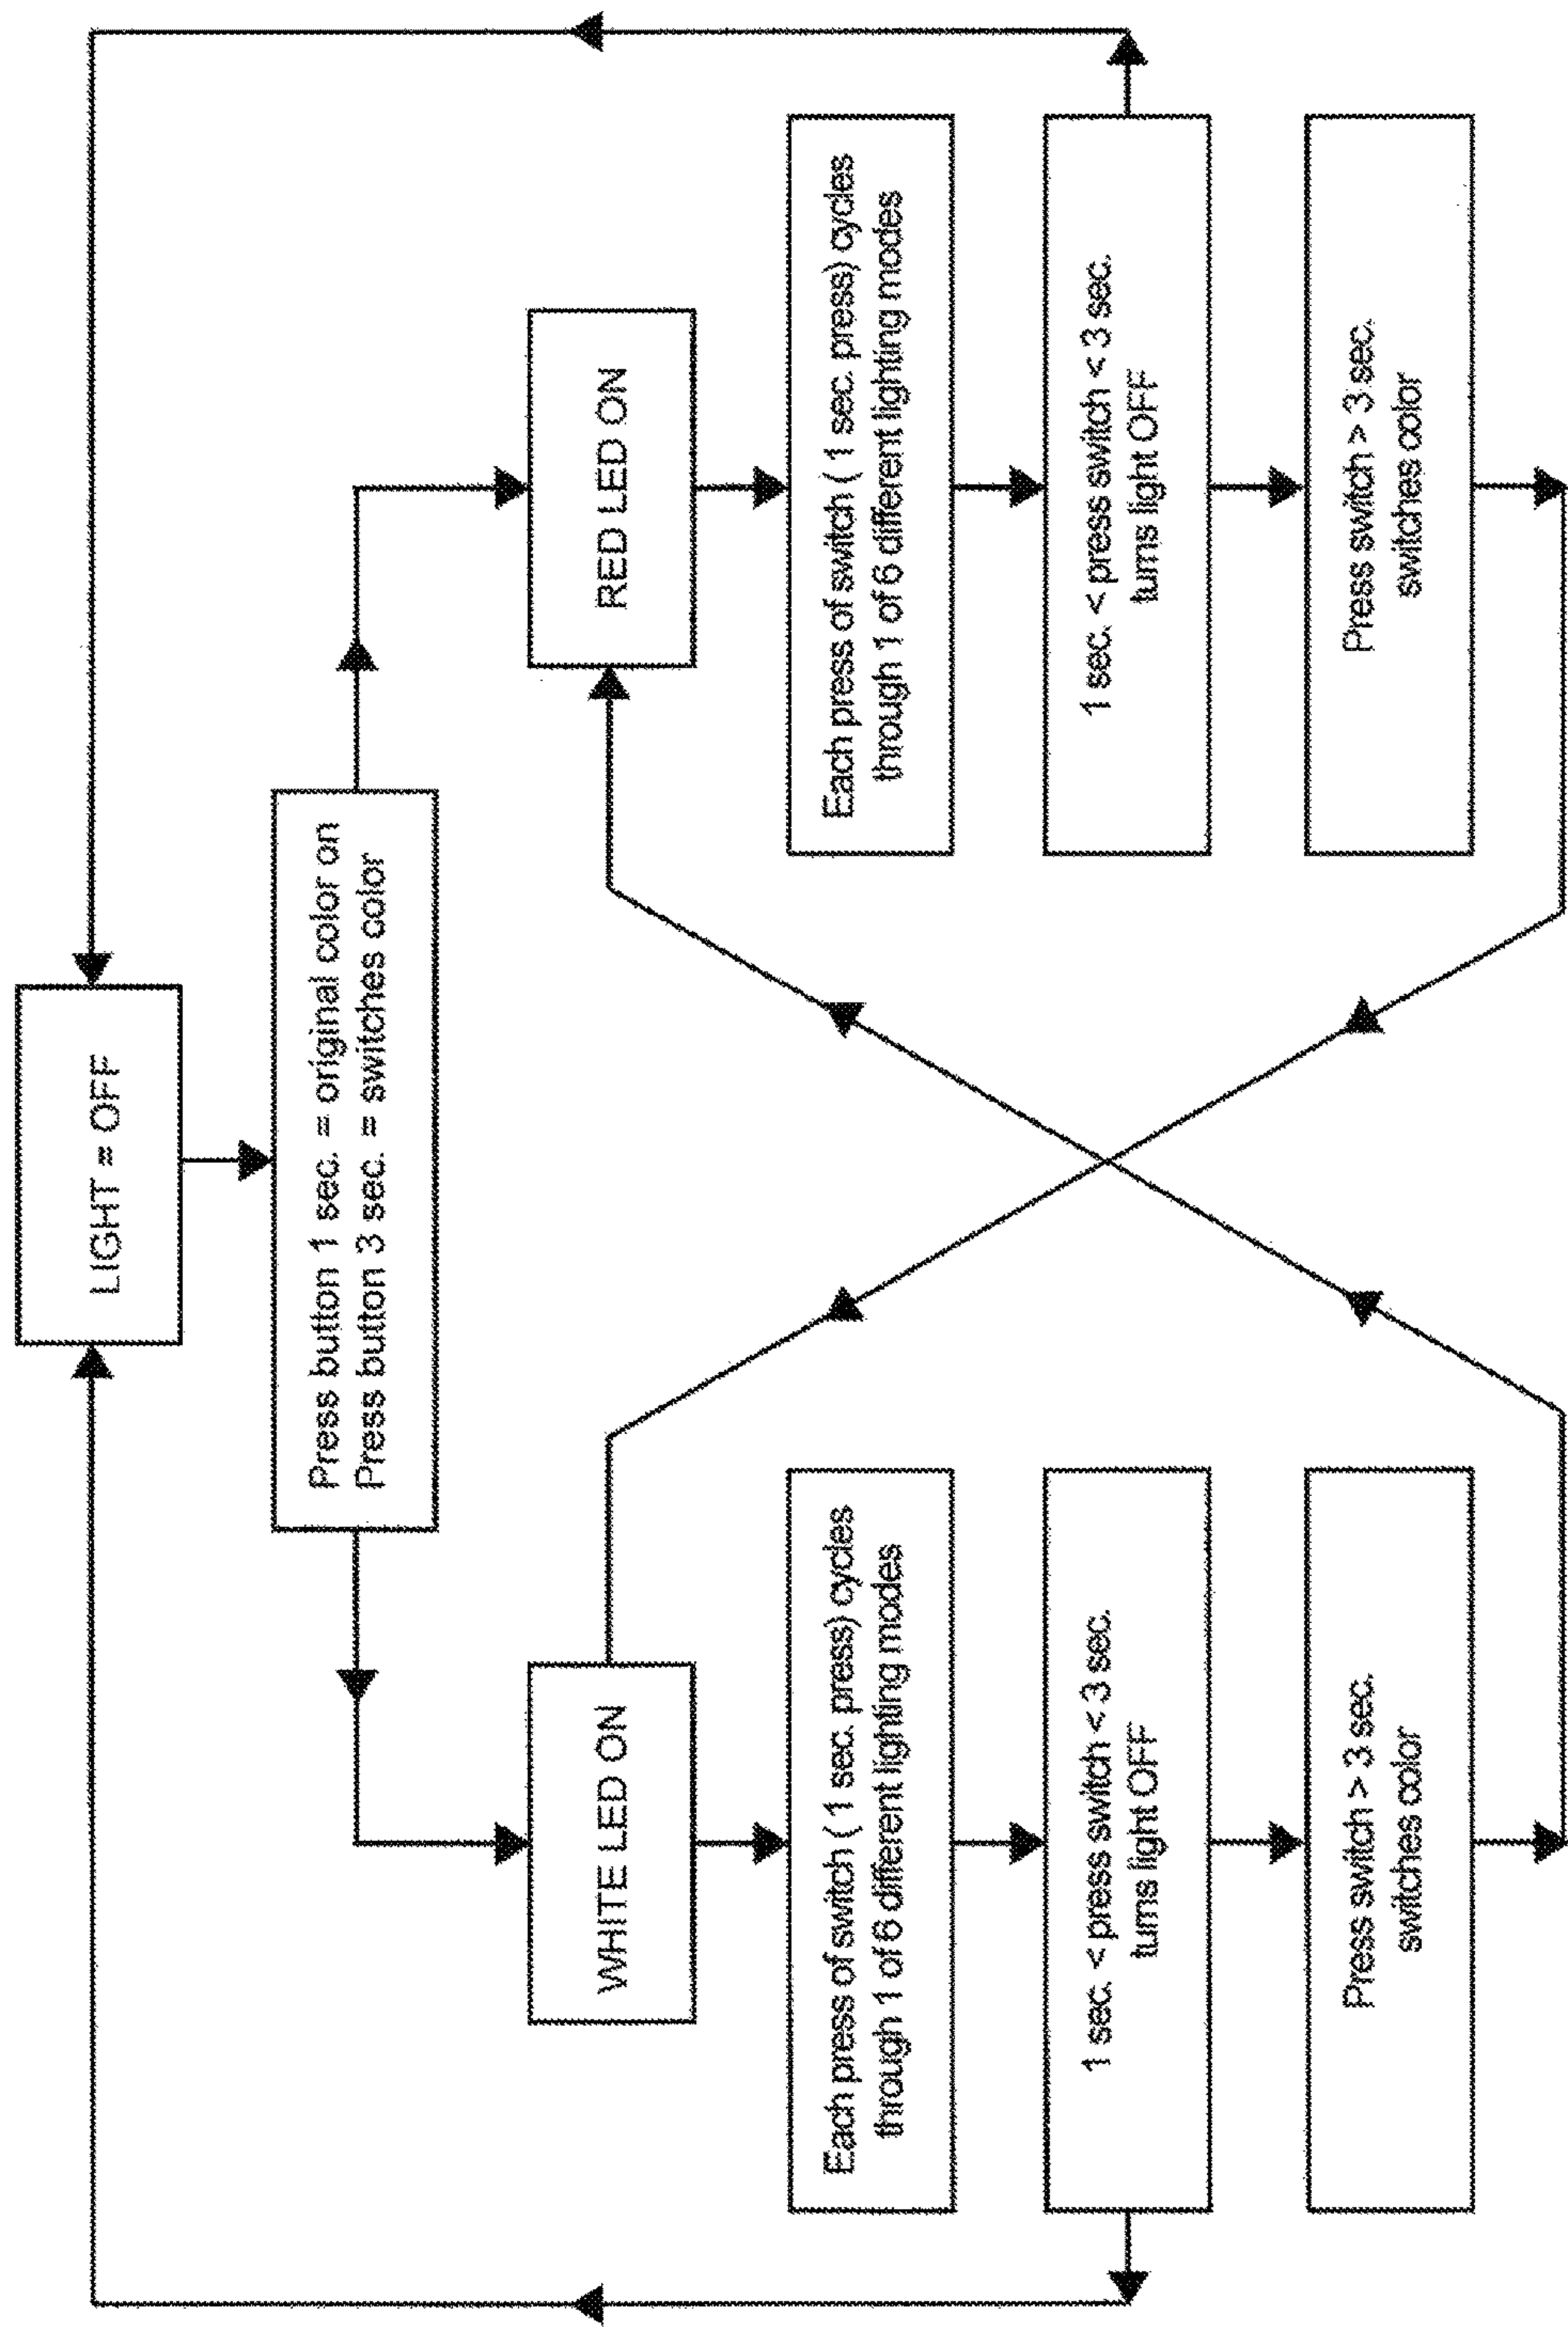 LIGHT = OFF
Press button 1 sec. = original color on
Press button 3 sec. = switches color
WHITE LED ON
Each press of switch ( 1 sec. press) cycles
through 1 of 6 different lighting modes
1 sec. < press switch < 3 sec.
turns light OFF
Press switch > 3 sec.
switches color
RED LED ON
Each press of switch ( 1 sec. press) cycles
through 1 of 6 different lighting modes
1 sec. < press switch < 3 sec.
turns light OFF
Press switch > 3 sec.
switches color